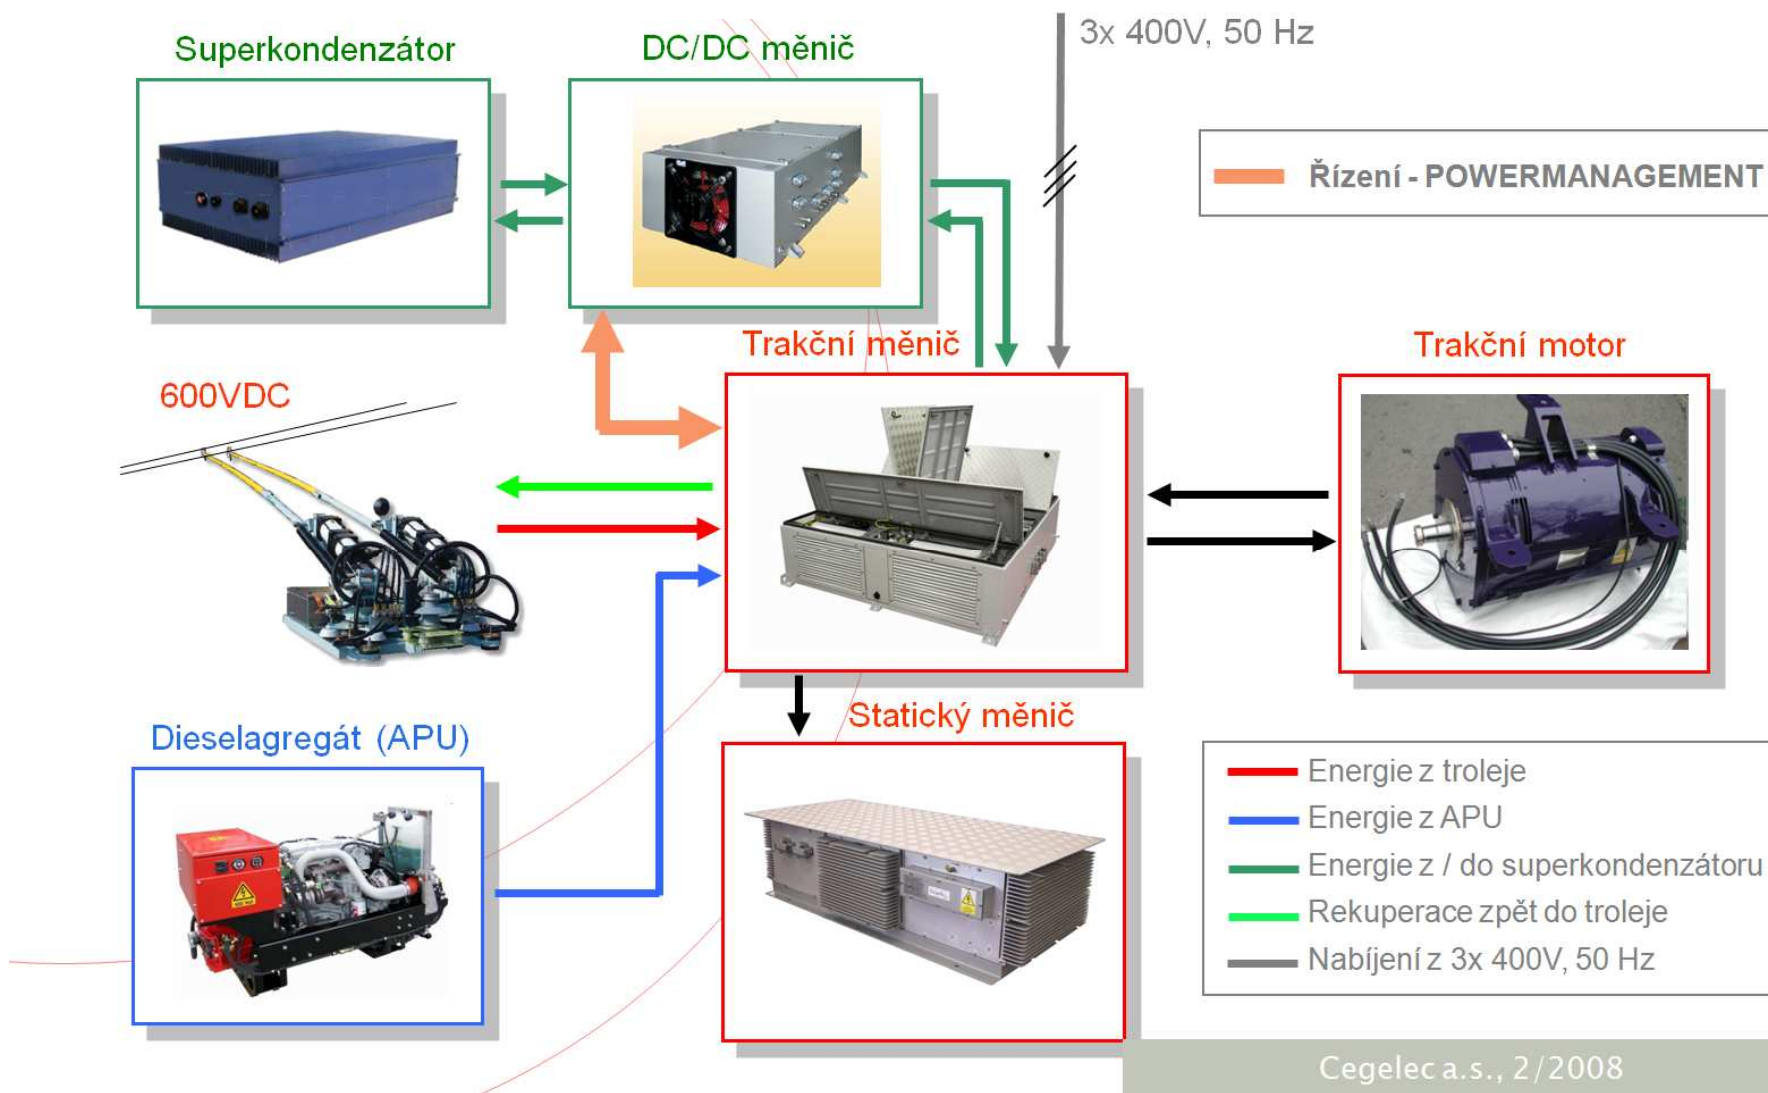 Superkondenzátor
DC/DC měnič
3x 400V, 50 Hz
Řízení - POWERMANAGEMENT
Trakční měnič
Trakční motor
600VDC
Statický měnič
Dieselagregát (APU)
Energie z troleje
Energie z APU
Energie z / do superkondenzátoru
Rekuperace zpět do troleje
Nabíjení z 3x 400V, 50 Hz
Cegelec a.s., 2/2008